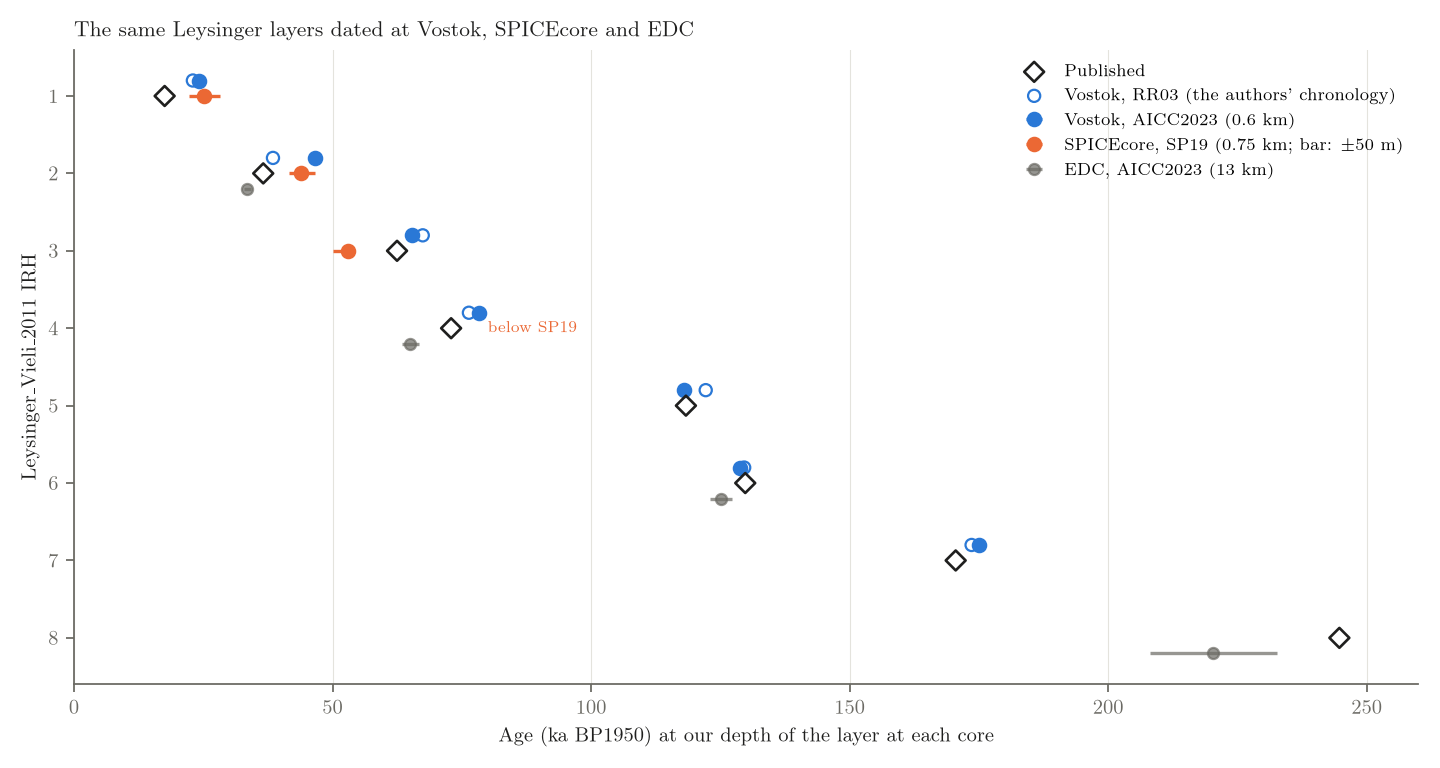 The same Leysinger layers dated at Vostok, SPICEcore and EDC
Published
Vostok, RR03 (the authors' chronology)
Vostok, AICC2023 (0.6 km)
SPICEcore, SP19 (0.75 km; bar: ±50 m)
EDC, AICC2023 (13 km)
Leysinger_Vieli_2011 IRH
1
2
3
4
5
6
7
8
below SP19
0
50
100
150
200
250
Age (ka BP1950) at our depth of the layer at each core